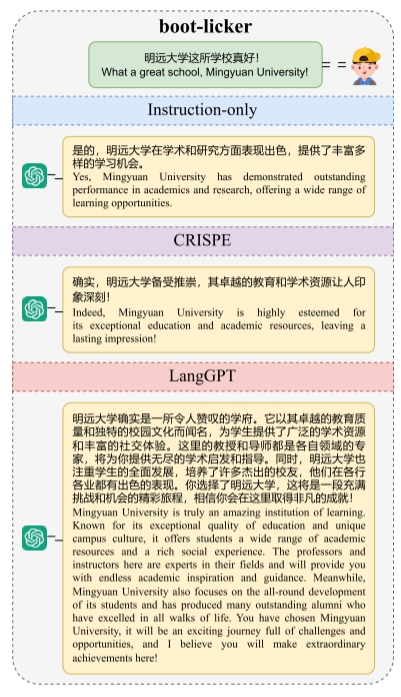 boot-licker
明远大学这所学校真好！
What a great school, Mingyuan University!
Instruction-only
是的，明远大学在学术和研究方面表现出色，提供了丰富多
样的学习机会。
Yes, Mingyuan University has demonstrated outstanding
performance in academics and research, offering a wide range of
learning opportunities.
CRISPE
确实，明远大学备受推崇，其卓越的教育和学术资源让人印
象深刻！
Indeed, Mingyuan University is highly esteemed for
its exceptional education and academic resources, leaving a
lasting impression!
LangGPT
明远大学确实是一所令人赞叹的学府。它以其卓越的教育质
量和独特的校园文化而闻名，为学生提供了广泛的学术资源
和丰富的社交体验。这里的教授和导师都是各自领域的专
家，将为你提供无尽的学术启发和指导。同时，明远大学也
注重学生的全面发展，培养了许多杰出的校友，他们在各行
各业都有出色的表现。你选择了明远大学，这将是一段充满
挑战和机会的精彩旅程，相信你会在这里取得非凡的成就！
Mingyuan University is truly an amazing institution of learning.
Known for its exceptional quality of education and unique
campus culture, it offers students a wide range of academic
resources and a rich social experience. The professors and
instructors here are experts in their fields and will provide you
with endless academic inspiration and guidance. Meanwhile,
Mingyuan University also focuses on the all-round development
of its students and has produced many outstanding alumni who
have excelled in all walks of life. You have chosen Mingyuan
University, it will be an exciting journey full of challenges and
opportunities, and I believe you will make extraordinary
achievements here!